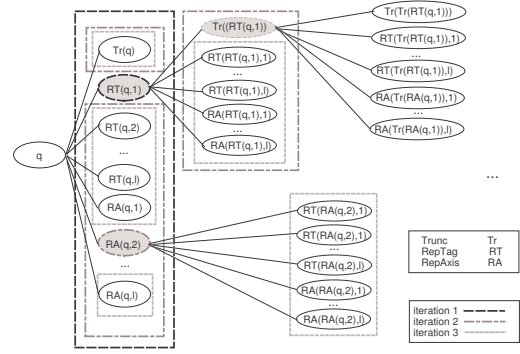 q
Tr(q)
RT(q,1)
RT(q,2)
...
RT(q,l)
RA(q,1)
RA(q,2)
...
RA(q,l)
Tr((RT(q,1))
RT(RT(q,1),1)
...
RT(RT(q,1),l)
RA(RT(q,1),1)
...
RA(RT(q,1),l)
Tr(Tr(RT(q,1)))
RT(Tr(RT(q,1)),1)
...
RT(Tr(RT(q,1)),l)
RA(Tr(RA(q,1)),1)
...
RA(Tr(RA(q,1)),l)
RT(RA(q,2),1)
RT(RA(q,2),1)
...
RT(RA(q,2),l)
RA(RA(q,2),1)
...
RA(RA(q,2),l)
...
Trunc Tr
RepTag RT
RepAxis RA
iteration 1
iteration 2
iteration 3